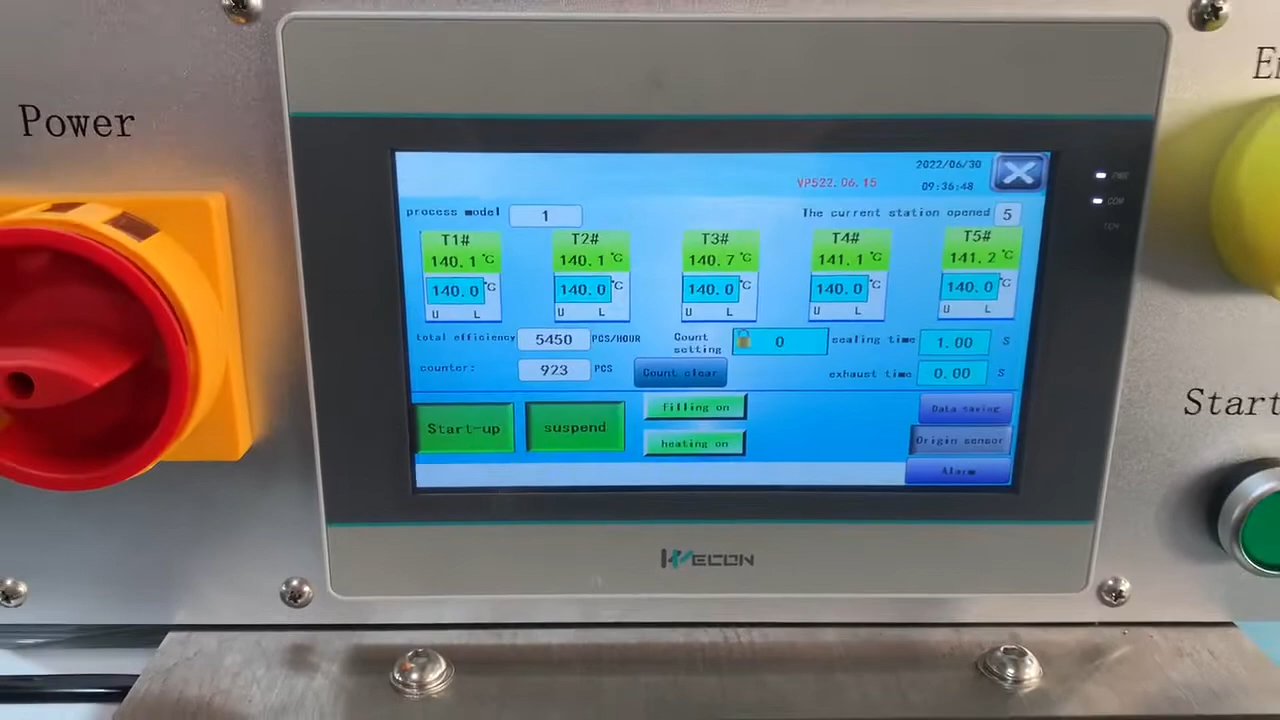 Power
2022/06/30
VP522.06.15
09:36:48
PWR
COM
process model 1
The current station opened 5
T1# T2# T3# T4# T5#
140.1℃ 140.1℃ 140.7℃ 141.1℃ 141.2℃
140.0℃ 140.0℃ 140.0℃ 140.0℃ 140.0℃
U L U L U L U L U L
total efficiency 5450 PCS/HOUR
Count setting 0
sealing time 1.00 S
counter: 923 PCS
Count clear
exhaust time 0.00 S
Start-up
suspend
filling on
heating on
Data saving
Origin sensor
Alarm
WECON
Start